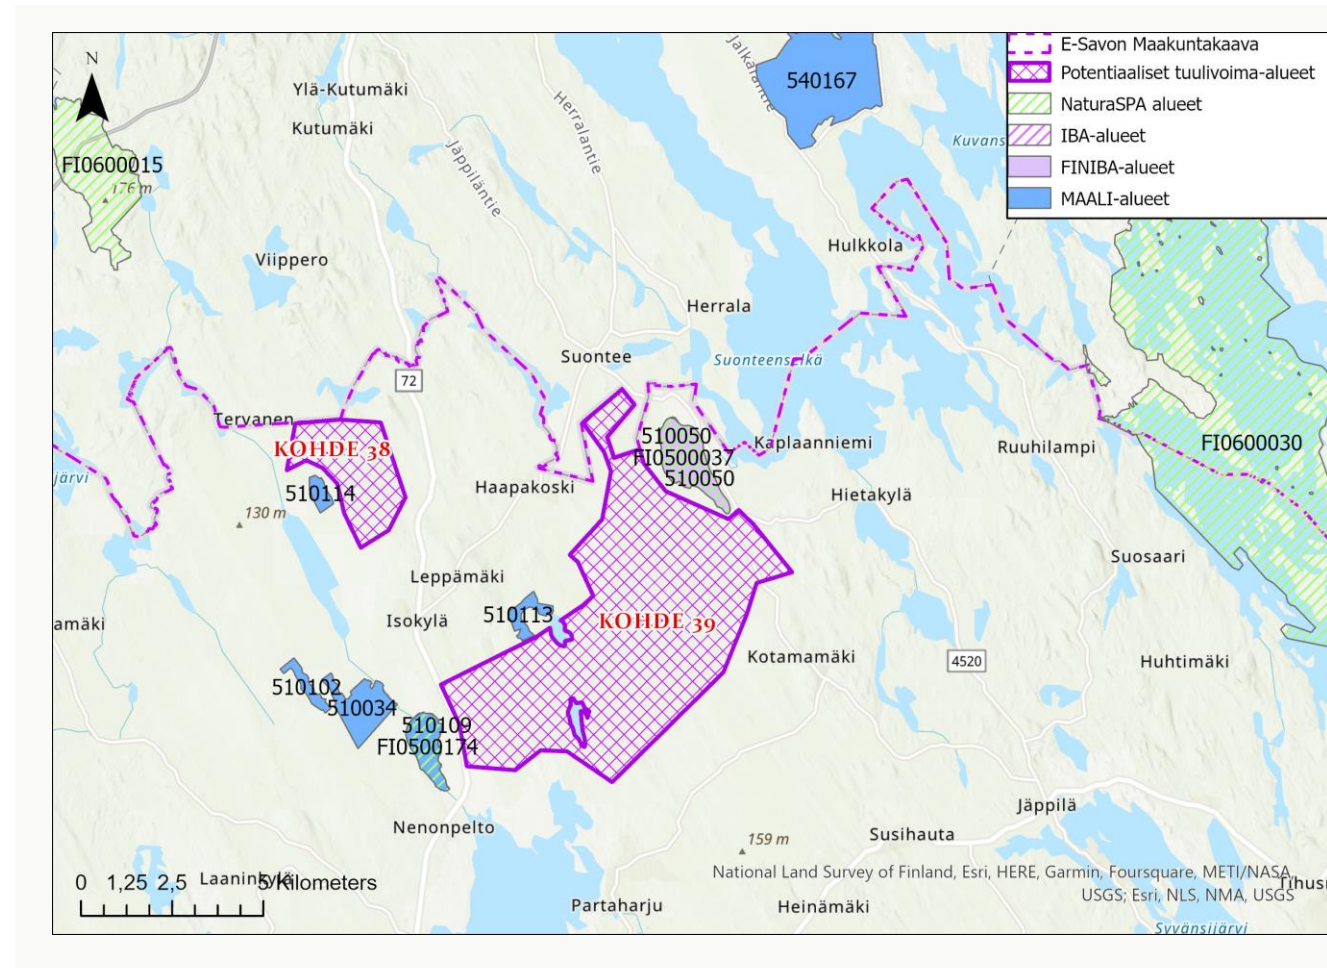 E-Savon Maakuntakaava
Potentiaaliset tuulivoima-alueet
NaturaSPA alueet
IBA-alueet
FINIBA-alueet
MAALI-alueet
N
Jalkalantie
540167
Ylä-Kutumäki
Kutumäki
Herralantie
Jäppiläntie
Kuvans
FI0600015
176 m
Viippero
Hulkkola
Herrala
Suontee
Suonteenselkä
72
Tervanen
KOHDE 38
510050
FI0500037
510050
Kaplaanniemi
Ruuhilampi
FI0600030
järvi
510114
130 m
Haapakoski
Hietakylä
Suosaari
Leppämäki
510113
Isokylä
KOHDE 39
amäki
Kotamamäki
4520
Huhtimäki
510102
510034
510109
FI0500174
Jäppilä
Nenonpelto
159 m
Susihauta
National Land Survey of Finland, Esri, HERE, Garmin, Foursquare, METI/NASA,
USGS; Esri, NLS, NMA, USGS
0 1,25 2,5 5 Kilometers
Laaninkylä
Tihus
Partaharju
Heinämäki
Syvänsijärvi